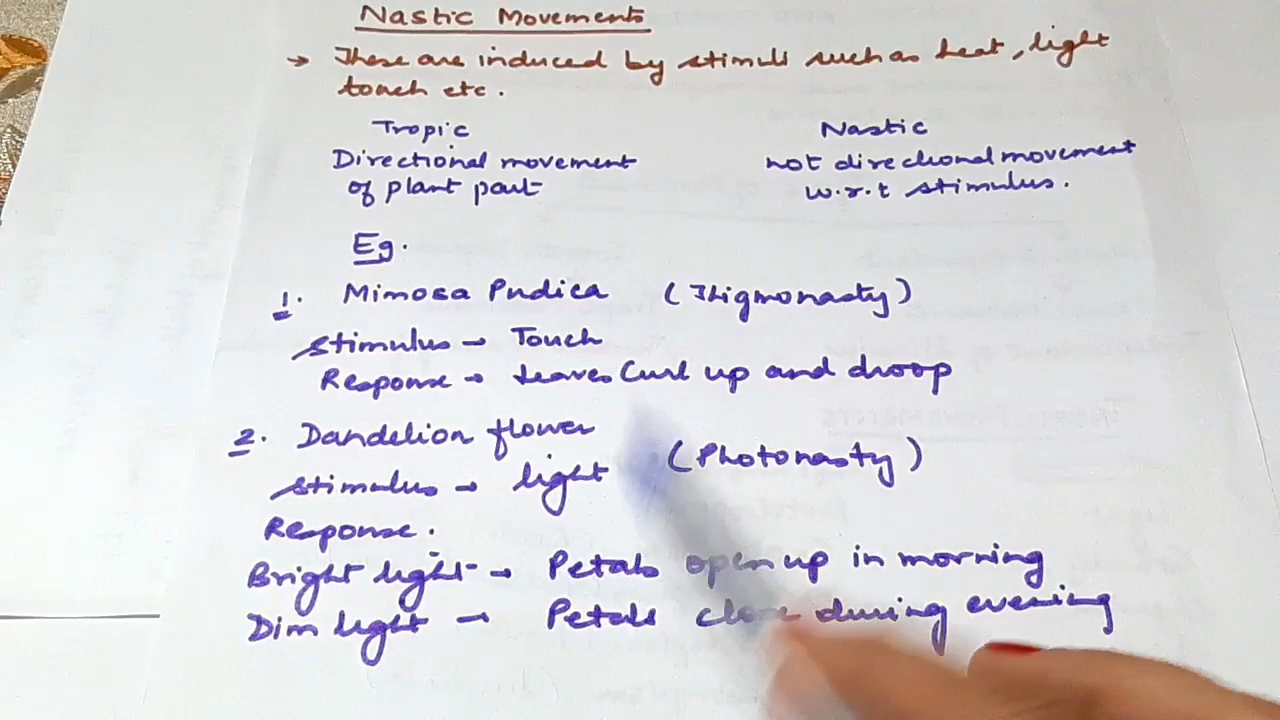 Nastic Movements
→ These are induced by stimuli such as heat, light
touch etc.
Tropic Nastic
Directional movement not directional movement
of plant part w.r.t stimulus.
Eg.
1. Mimosa Pudica (Thigmonasty)
Stimulus → Touch
Response → Leaves Curl up and droop
2. Dandelion flower
(Photonasty)
Stimulus → light
Response.
Bright light → Petals open up in morning
Dim light → Petals close during evening